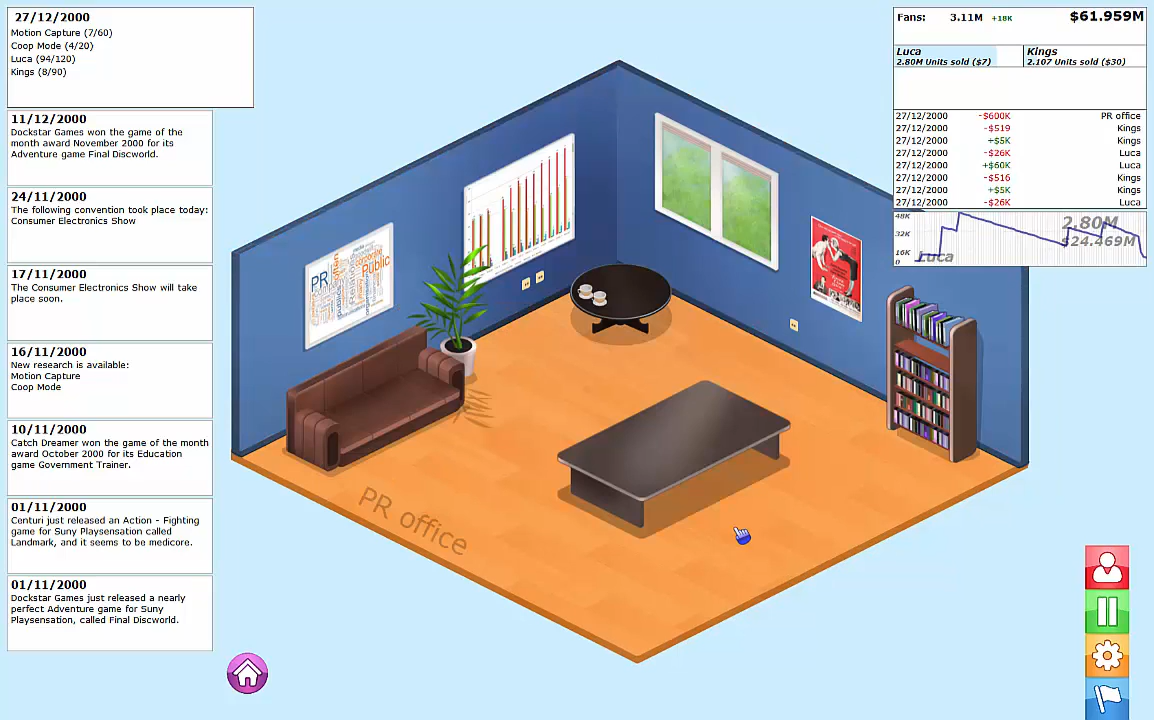 27/12/2000
Motion Capture (7/60)
Coop Mode (4/20)
Luca (94/120)
Kings (8/90)
11/12/2000
Dockstar Games won the game of the
month award November 2000 for its
Adventure game Final Discworld.
24/11/2000
The following convention took place today:
Consumer Electronics Show
17/11/2000
The Consumer Electronics Show will take
place soon.
16/11/2000
New research is available:
Motion Capture
Coop Mode
10/11/2000
Catch Dreamer won the game of the month
award October 2000 for its Education
game Government Trainer.
01/11/2000
Centuri just released an Action - Fighting
game for Suny Playsensation called
Landmark, and it seems to be medicore.
01/11/2000
Dockstar Games just released a nearly
perfect Adventure game for Suny
Playsensation, called Final Discworld.
PR
Public
corporate
PR office
Fans: 3.11M +18K $61.959M
Luca
2.80M Units sold ($7)
Kings
2.107 Units sold ($30)
27/12/2000 -$600K PR office
27/12/2000 -$519 Kings
27/12/2000 +$5K Kings
27/12/2000 -$26K Luca
27/12/2000 +$60K Luca
27/12/2000 -$516 Kings
27/12/2000 +$5K Kings
27/12/2000 -$26K Luca
48K
32K
16K
0
2.80M
$24.469M
Luca